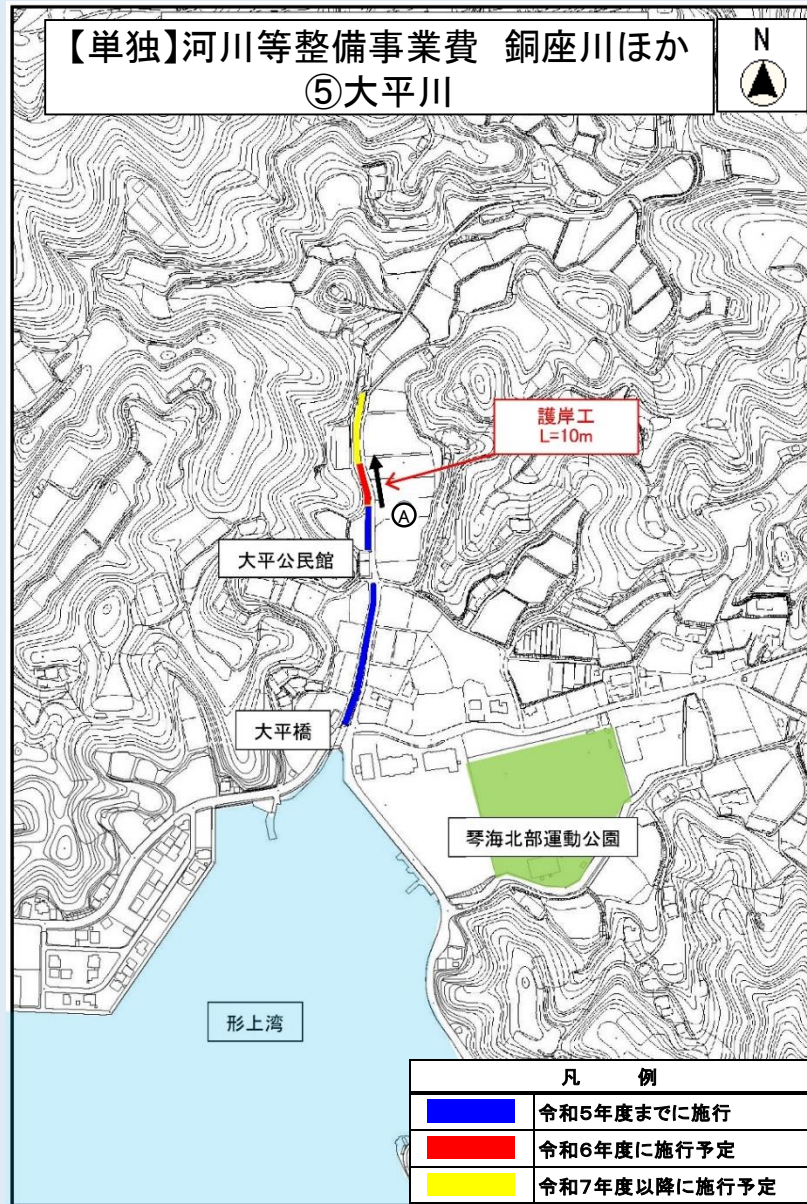 【単独】河川等整備事業費　銅座川ほか
⑤大平川
N
護岸工
L=10m
Ⓐ
大平公民館
大平橋
琴海北部運動公園
形上湾
凡　例
令和5年度までに施行
令和6年度に施行予定
令和7年度以降に施行予定